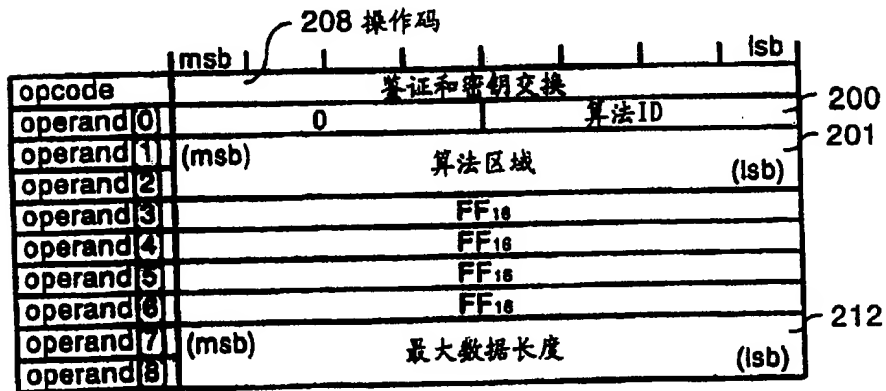 208 操作码
msb lsb
opcode 鉴证和密钥交换
operand[0] 0 算法ID 200
operand[1] (msb) 算法区域 201
operand[2] (lsb)
operand[3] FF16
operand[4] FF16
operand[5] FF16
operand[6] FF16
operand[7] (msb) 最大数据长度 212
operand[8] (lsb)